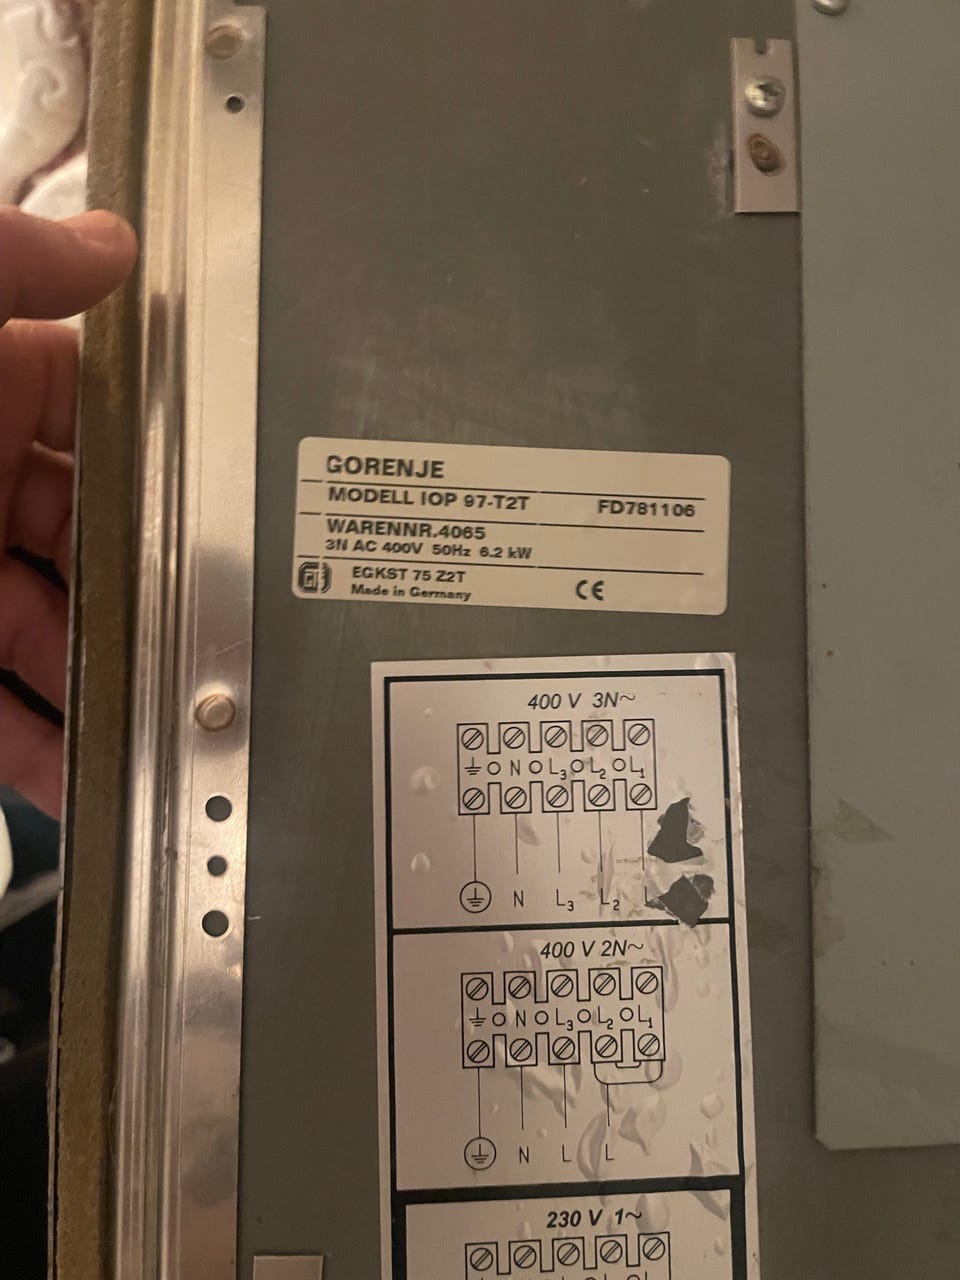 GORENJE
MODELL IOP 97-T2T FD781106
WARENNR.4065
3N AC 400V 50Hz 6.2 kW
EGKST 75 Z2T
Made in Germany CE
400 V 3N~
N L3 L2 L1
N L3 L2
400 V 2N~
N L3 L2 L1
N L L
230 V 1~